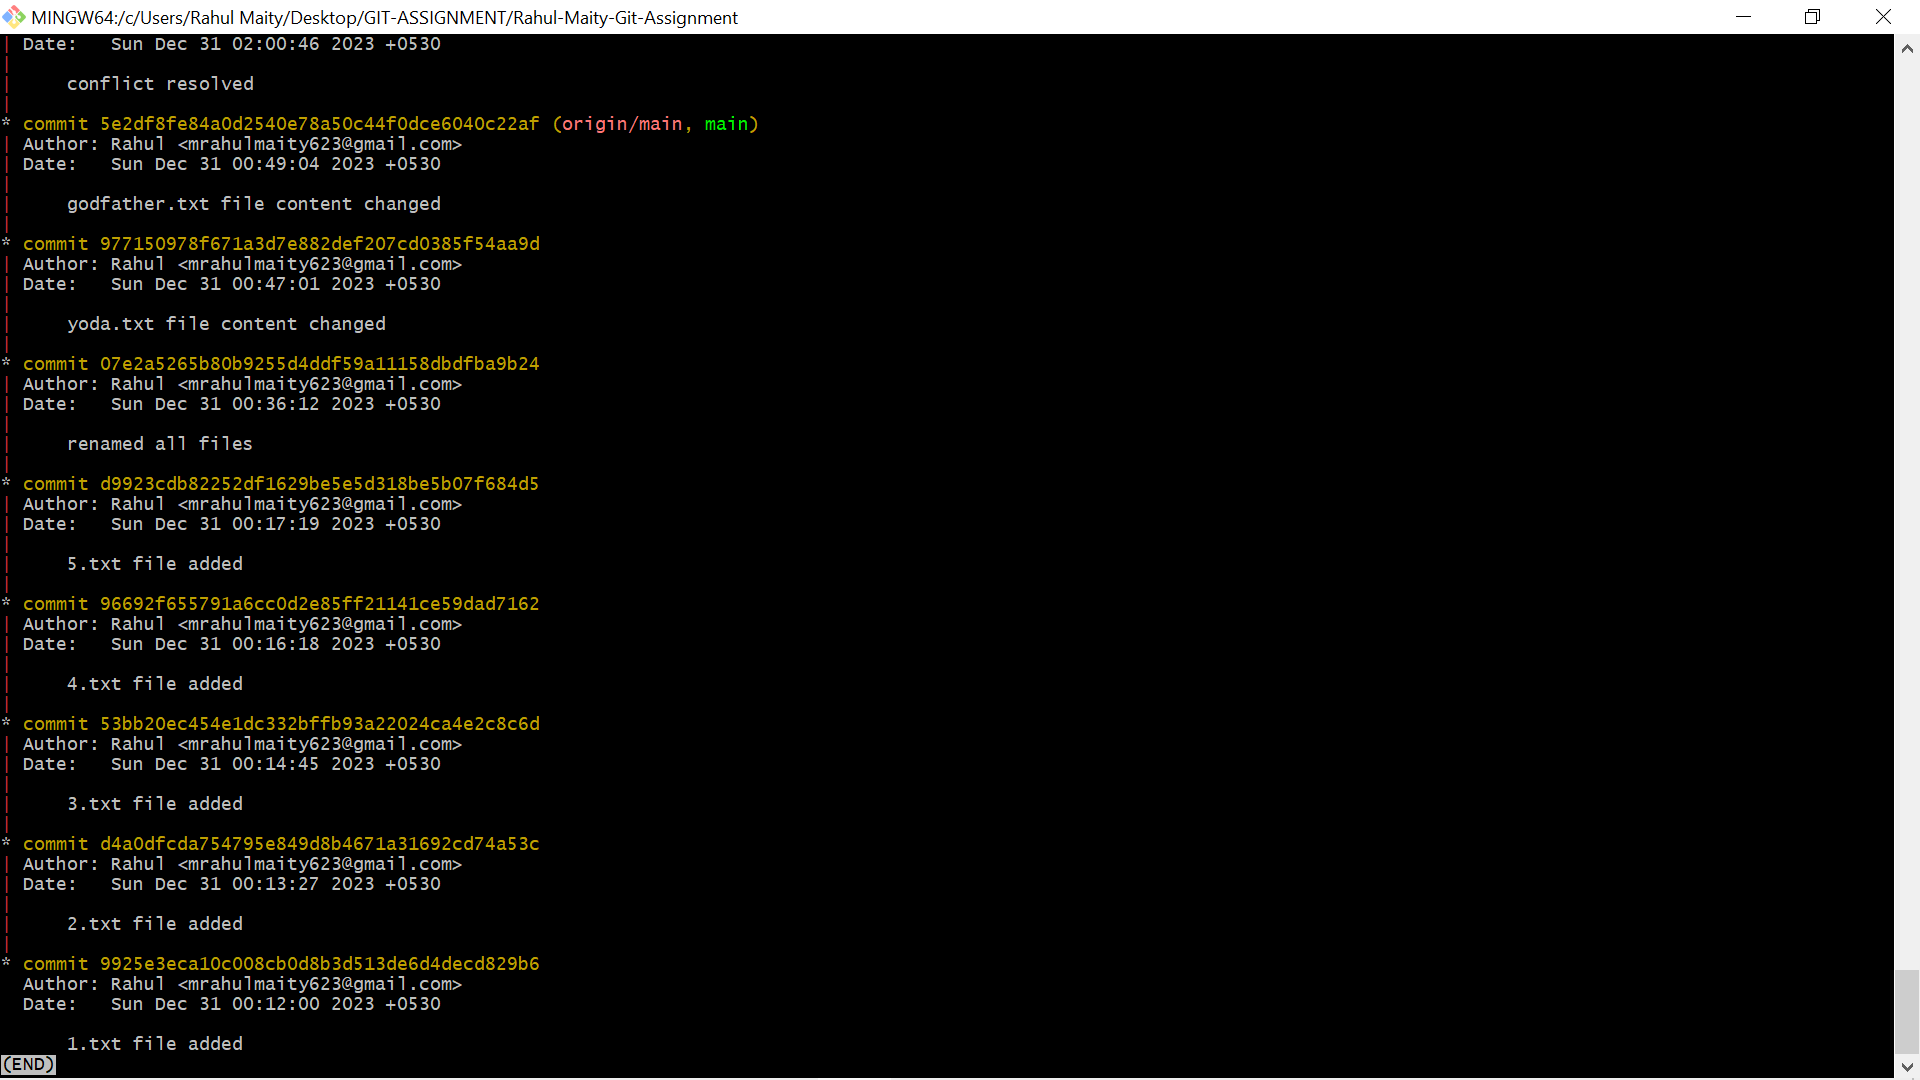 MINGW64:/c/Users/Rahul Maity/Desktop/GIT-ASSIGNMENT/Rahul-Maity-Git-Assignment
| Date:   Sun Dec 31 02:00:46 2023 +0530
|
|     conflict resolved
|
* commit 5e2df8fe84a0d2540e78a50c44f0dce6040c22af (origin/main, main)
| Author: Rahul <mrahulmaity623@gmail.com>
| Date:   Sun Dec 31 00:49:04 2023 +0530
|
|     godfather.txt file content changed
|
* commit 977150978f671a3d7e882def207cd0385f54aa9d
| Author: Rahul <mrahulmaity623@gmail.com>
| Date:   Sun Dec 31 00:47:01 2023 +0530
|
|     yoda.txt file content changed
|
* commit 07e2a5265b80b9255d4ddf59a11158dbdfba9b24
| Author: Rahul <mrahulmaity623@gmail.com>
| Date:   Sun Dec 31 00:36:12 2023 +0530
|
|     renamed all files
|
* commit d9923cdb82252df1629be5e5d318be5b07f684d5
| Author: Rahul <mrahulmaity623@gmail.com>
| Date:   Sun Dec 31 00:17:19 2023 +0530
|
|     5.txt file added
|
* commit 96692f655791a6cc0d2e85ff21141ce59dad7162
| Author: Rahul <mrahulmaity623@gmail.com>
| Date:   Sun Dec 31 00:16:18 2023 +0530
|
|     4.txt file added
|
* commit 53bb20ec454e1dc332bffb93a22024ca4e2c8c6d
| Author: Rahul <mrahulmaity623@gmail.com>
| Date:   Sun Dec 31 00:14:45 2023 +0530
|
|     3.txt file added
|
* commit d4a0dfcda754795e849d8b4671a31692cd74a53c
| Author: Rahul <mrahulmaity623@gmail.com>
| Date:   Sun Dec 31 00:13:27 2023 +0530
|
|     2.txt file added
|
* commit 9925e3eca10c008cb0d8b3d513de6d4decd829b6
  Author: Rahul <mrahulmaity623@gmail.com>
  Date:   Sun Dec 31 00:12:00 2023 +0530

      1.txt file added
(END)